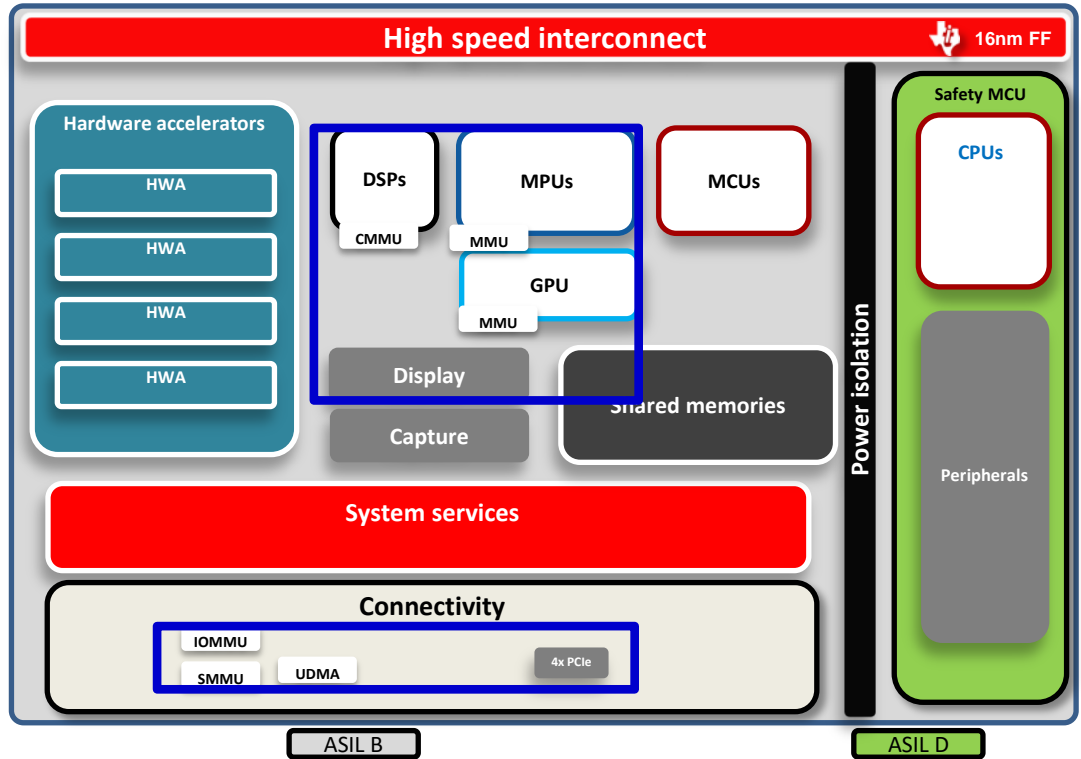 High speed interconnect
16nm FF
Hardware accelerators
HWA
HWA
HWA
HWA
DSPs
CMMU
MPUs
MMU
GPU
MMU
MCUs
Display
Capture
Shared memories
System services
Connectivity
IOMMU
SMMU
UDMA
4x PCIe
Power isolation
Safety MCU
CPUs
Peripherals
ASIL B
ASIL D